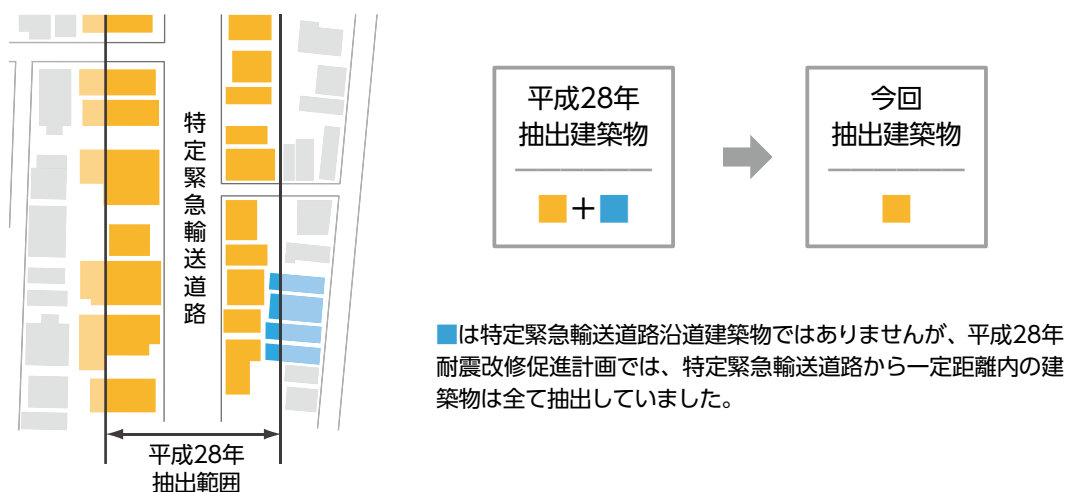 特定緊急輸送道路
平成28年
抽出範囲
平成28年
抽出建築物
+
今回
抽出建築物
■は特定緊急輸送道路沿道建築物ではありませんが、平成28年
耐震改修促進計画では、特定緊急輸送道路から一定距離内の建
築物は全て抽出していました。